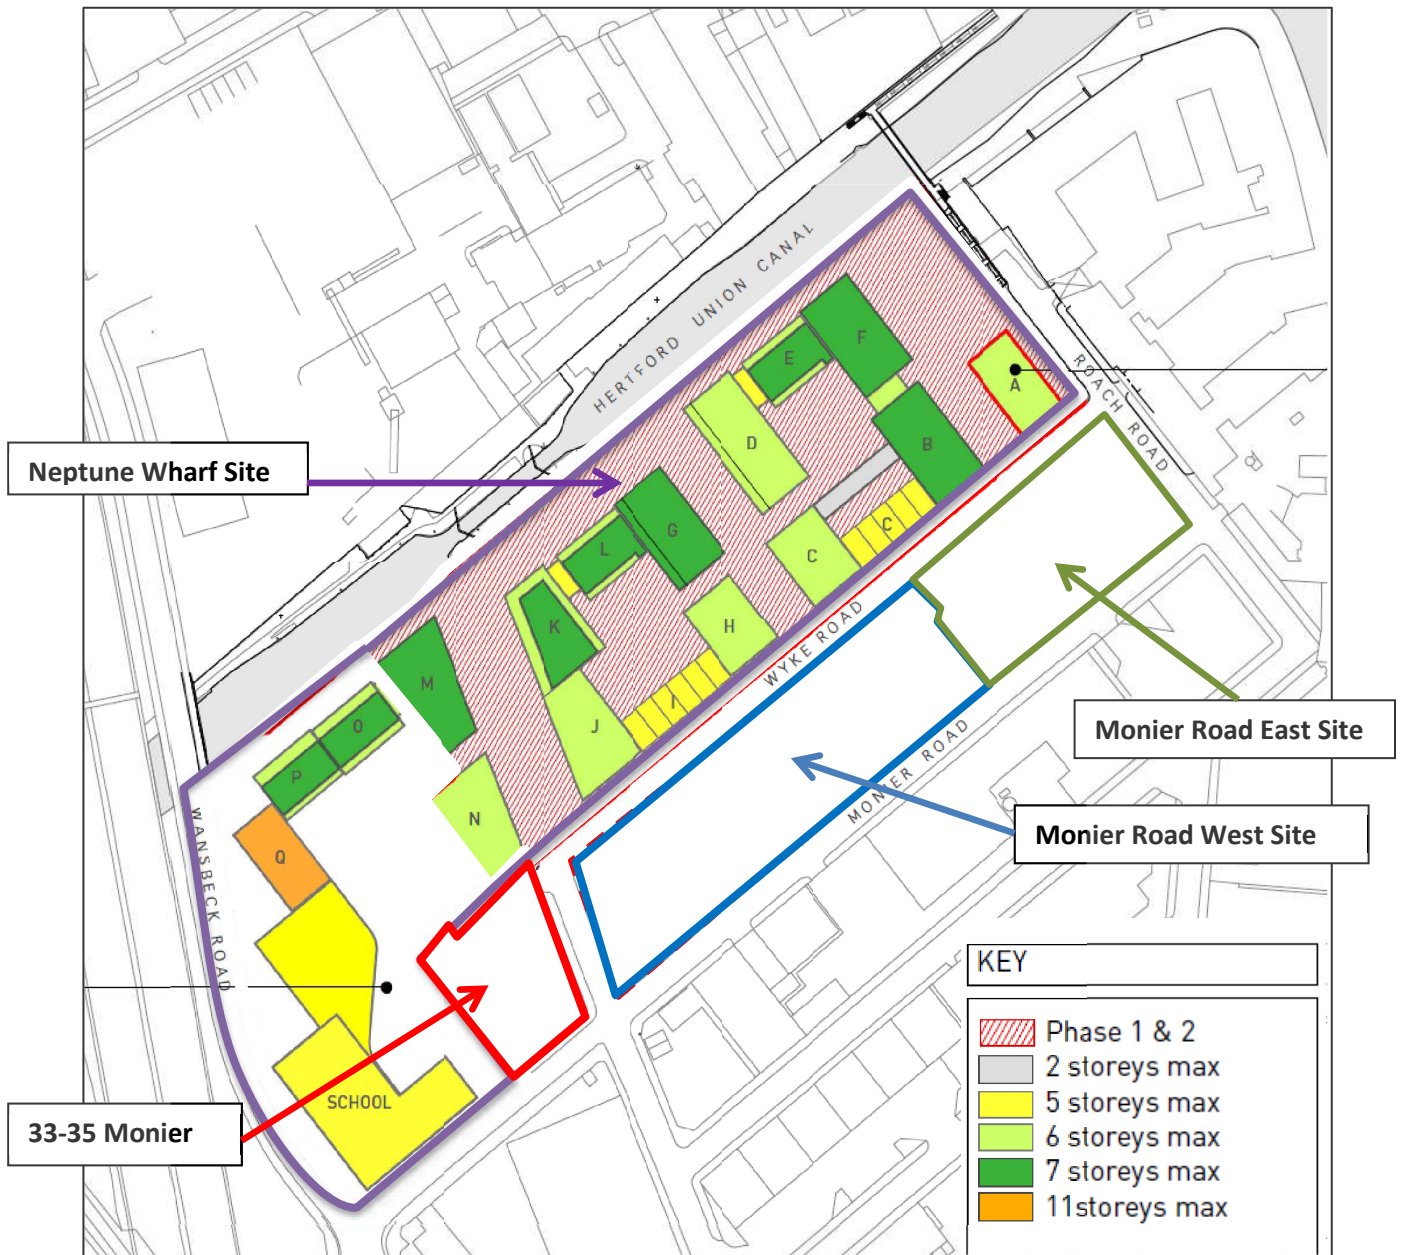 HERTFORD UNION CANAL
ROACH ROAD
F
E
A
D
B
Neptune Wharf Site
G
C
L
C
K
H
WYKE ROAD
M
J
O
Monier Road East Site
P
MONIER ROAD
N
Monier Road West Site
Q
WANSBECK ROAD
KEY
Phase 1 & 2
2 storeys max
5 storeys max
6 storeys max
7 storeys max
11storeys max
SCHOOL
33-35 Monier